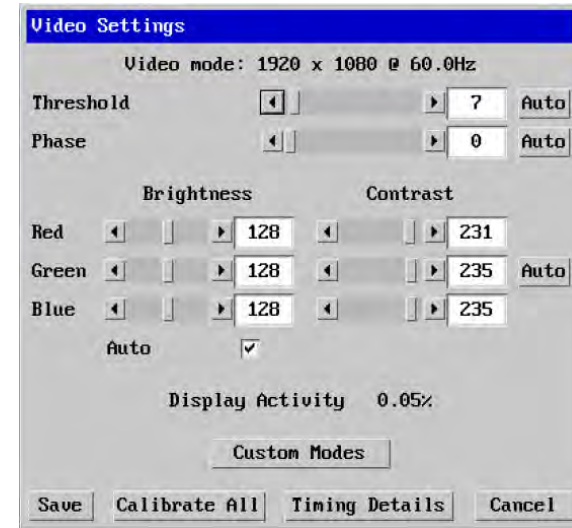 Video Settings
Video mode: 1920 x 1080 @ 60.0Hz
Threshold 7 Auto
Phase 0 Auto
Brightness Contrast
Red 128 231
Green 128 235 Auto
Blue 128 235
Auto
Display Activity 0.05%
Custom Modes
Save Calibrate All Timing Details Cancel